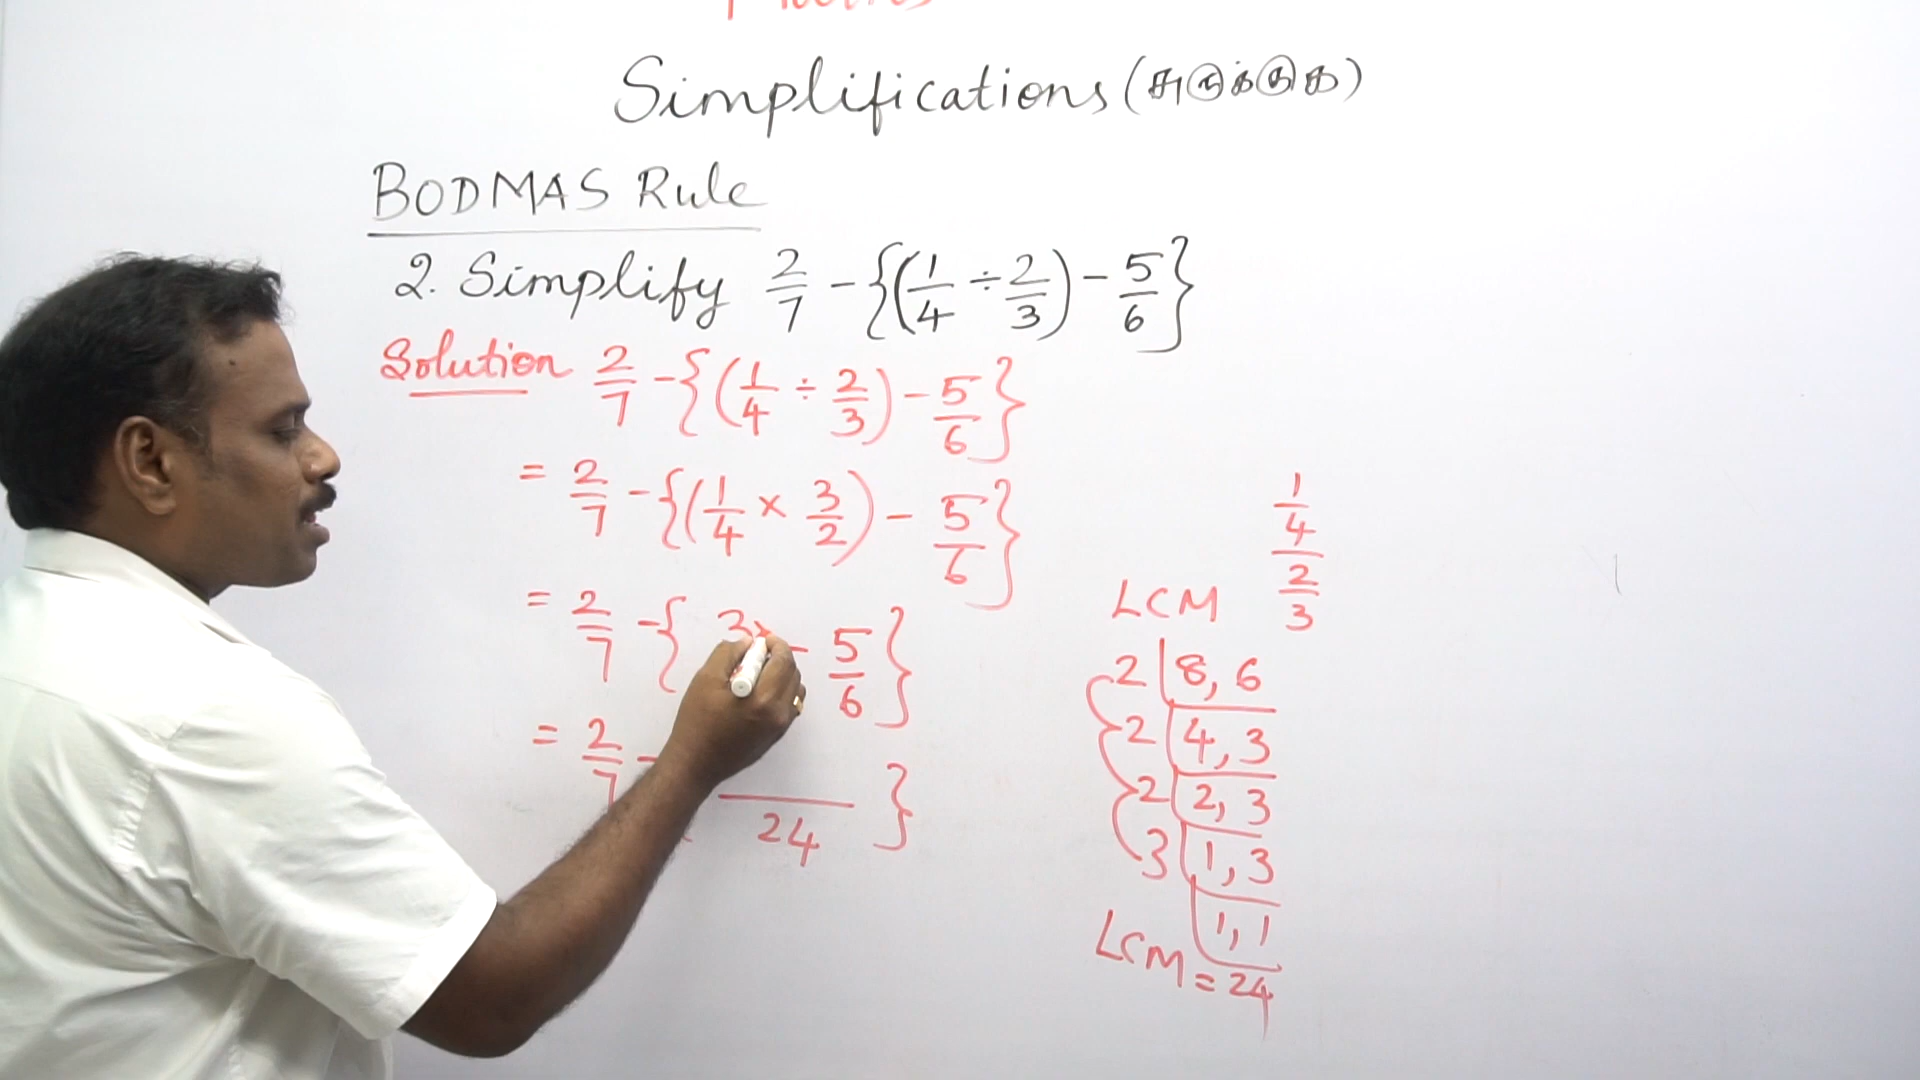 Simplifications (சுருக்குக)
BODMAS Rule
2. Simplify 2/7 - {(1/4 ÷ 2/3) - 5/6}
Solution 2/7 - {(1/4 ÷ 2/3) - 5/6}
= 2/7 - {(1/4 × 3/2) - 5/6}
= 2/7 - { 3× - 5/6}
= 2/7 - { /24 }
1/4
2/3
LCM
2 | 8, 6
2 | 4, 3
2 | 2, 3
3 | 1, 3
1, 1
LCM = 24